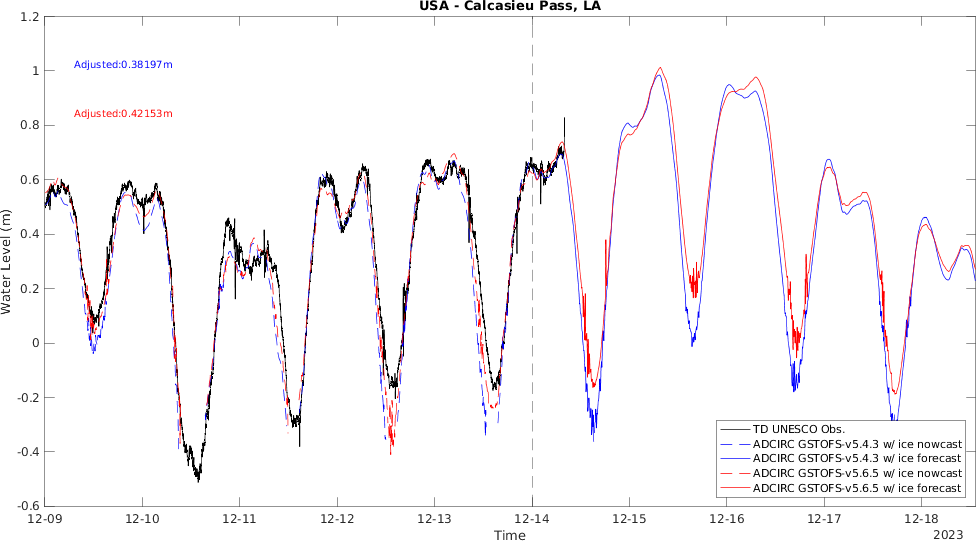 USA - Calcasieu Pass, LA
1.2
1
0.8
0.6
0.4
0.2
0
-0.2
-0.4
-0.6
Water Level (m)
Adjusted:0.38197m
Adjusted:0.42153m
TD UNESCO Obs.
ADCIRC GSTOFS-v5.4.3 w/ ice nowcast
ADCIRC GSTOFS-v5.4.3 w/ ice forecast
ADCIRC GSTOFS-v5.6.5 w/ ice nowcast
ADCIRC GSTOFS-v5.6.5 w/ ice forecast
12-09 12-10 12-11 12-12 12-13 12-14 12-15 12-16 12-17 12-18
Time
2023